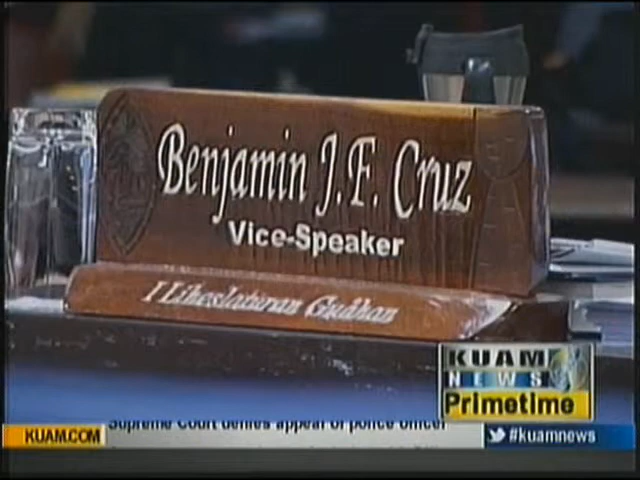 Benjamin J.F. Cruz
Vice-Speaker
I Liheslaturan Guåhan
KUAM
NEWS
Primetime
KUAM.COM
Supreme Court denies appeal of police officer
#kuamnews